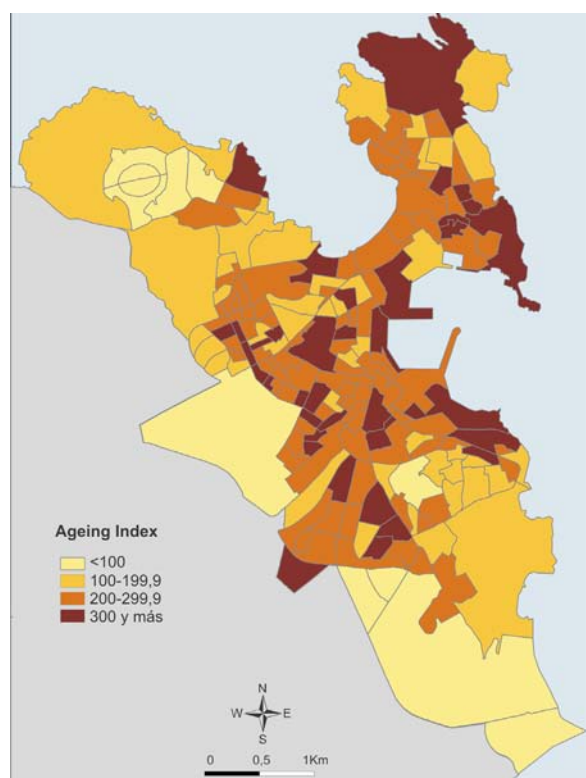 Ageing Index
<100
100-199,9
200-299,9
300 y más
N
W E
S
0 0,5 1Km